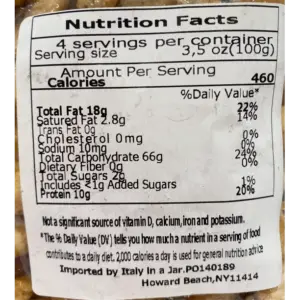 Nutrition Facts
4 servings per container
Serving size 3,5 oz(100g)
Amount Per Serving
Calories 460
%Daily Value*
Total Fat 18g 22%
Satured Fat 2.8g 14%
Trans Fat 0g
Cholesterol 0mg 0%
Sodium 10mg 0%
Total Carbohydrate 66g 24%
Dietary Fiber 0g 0%
Total Sugars 2g
Includes <1g Added Sugars 1%
Protein 10g 20%
Not a significant source of vitamin D, calcium, iron and potassium.
*The % Daily Value (DV) tells you how much a nutrient in a serving of food
contributes to a daily diet. 2,000 calories a day is used for general nutrition advice
Imported by Italy in a Jar.PO140189
Howard Beach,NY11414